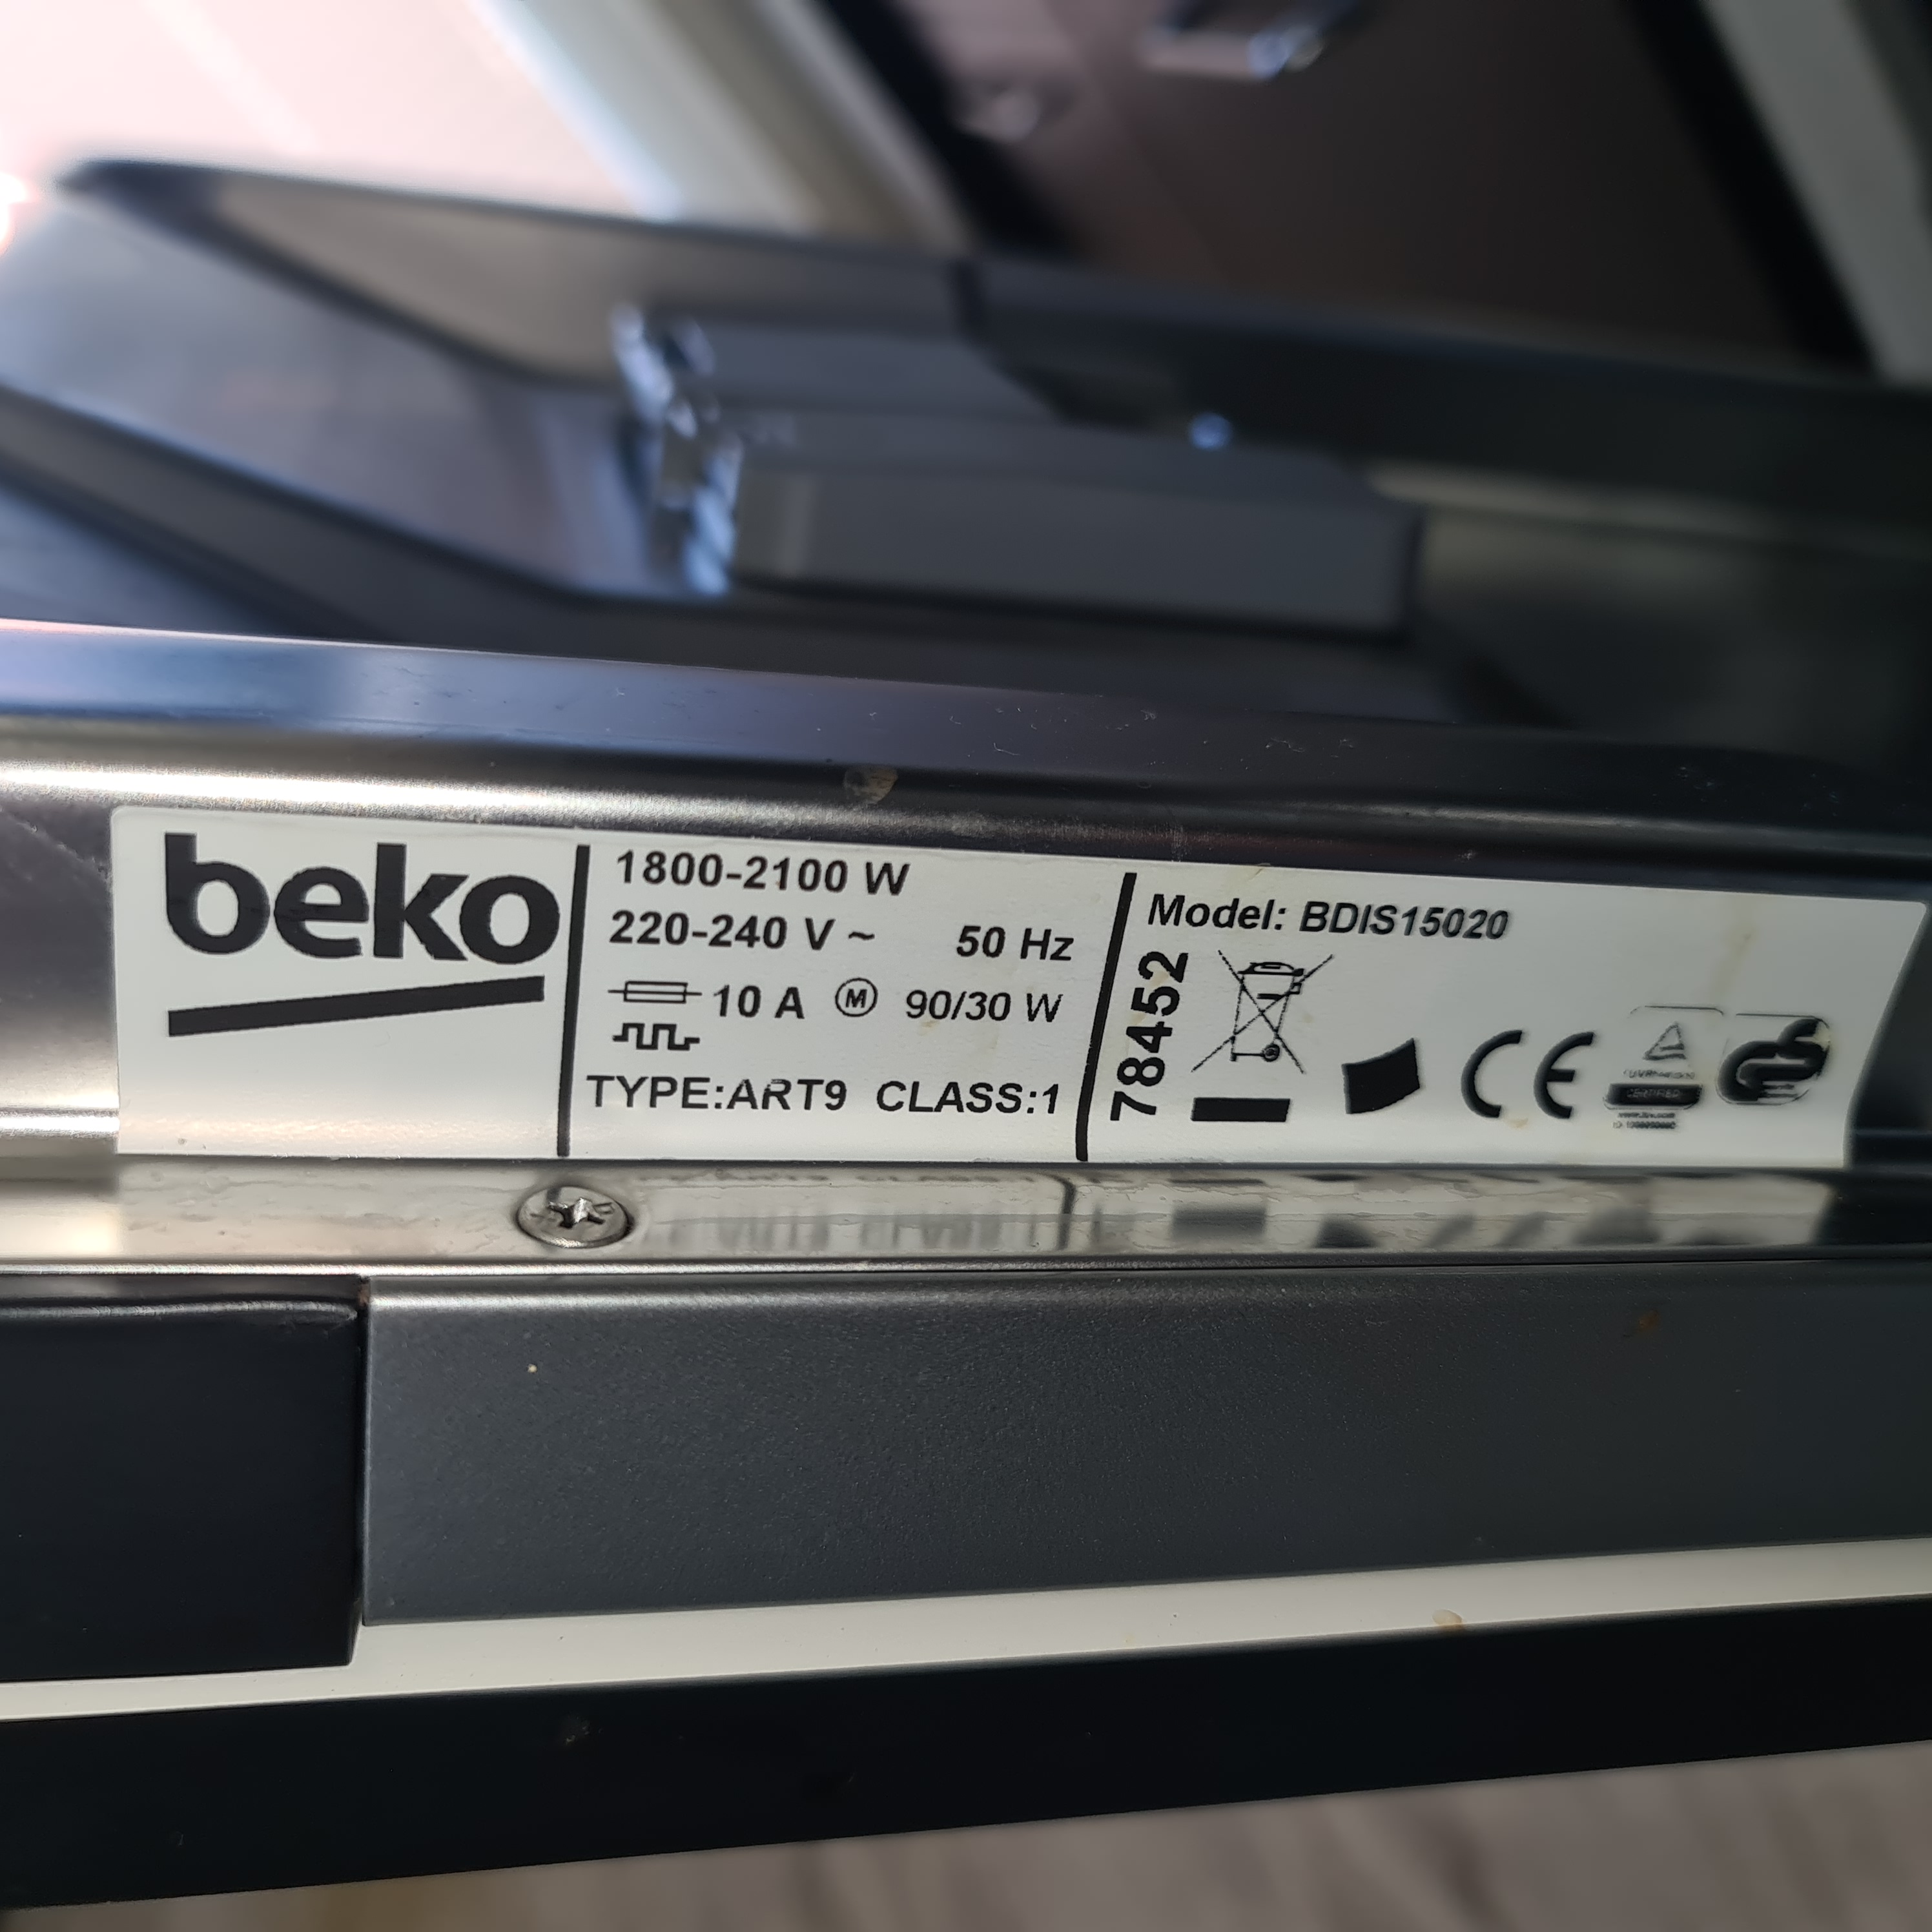 beko
1800-2100 W
220-240 V ~ 50 Hz
10 A M 90/30 W
TYPE:ART9 CLASS:1
Model: BDIS15020
78452
CE